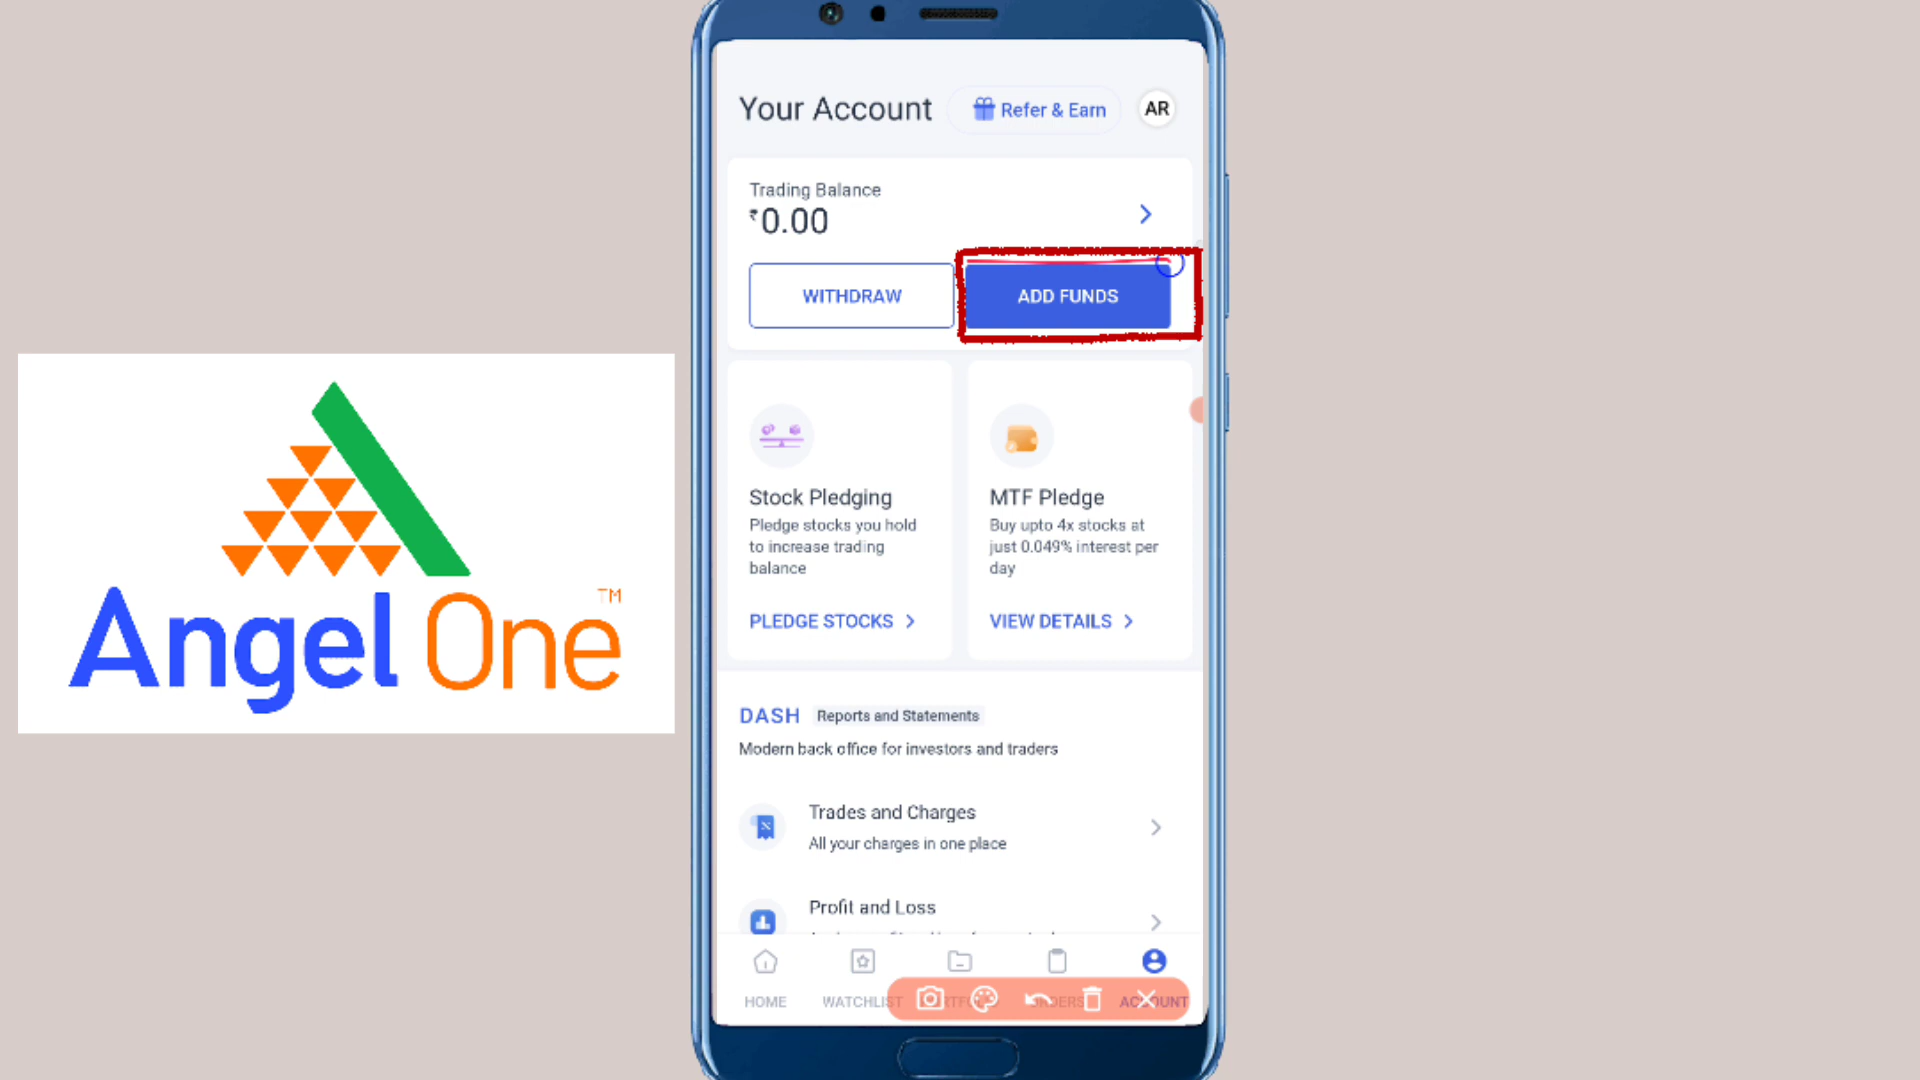 Your Account
Refer & Earn
AR
Trading Balance
₹0.00
WITHDRAW
ADD FUNDS
Stock Pledging
Pledge stocks you hold
to increase trading
balance
PLEDGE STOCKS
MTF Pledge
Buy upto 4x stocks at
just 0.049% interest per
day
VIEW DETAILS
Angel One TM
DASH Reports and Statements
Modern back office for investors and traders
Trades and Charges
All your charges in one place
Profit and Loss
HOME
WATCHLIST
ORDERS
ACCOUNT